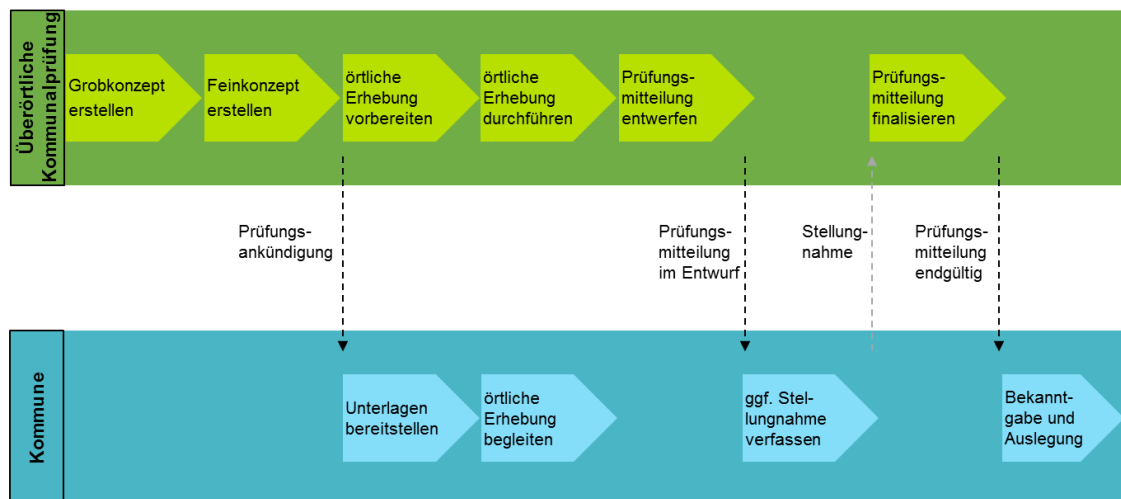 Überörtliche
Kommunalprüfung
Grobkonzept
erstellen
Feinkonzept
erstellen
örtliche
Erhebung
vorbereiten
örtliche
Erhebung
durchführen
Prüfungs-
mitteilung
entwerfen
Prüfungs-
mitteilung
finalisieren
Prüfungs-
ankündigung
Prüfungs-
mitteilung
im Entwurf
Stellung-
nahme
Prüfungs-
mitteilung
endgültig
Kommune
Unterlagen
bereitstellen
örtliche
Erhebung
begleiten
ggf. Stel-
lungnahme
verfassen
Bekannt-
gabe und
Auslegung